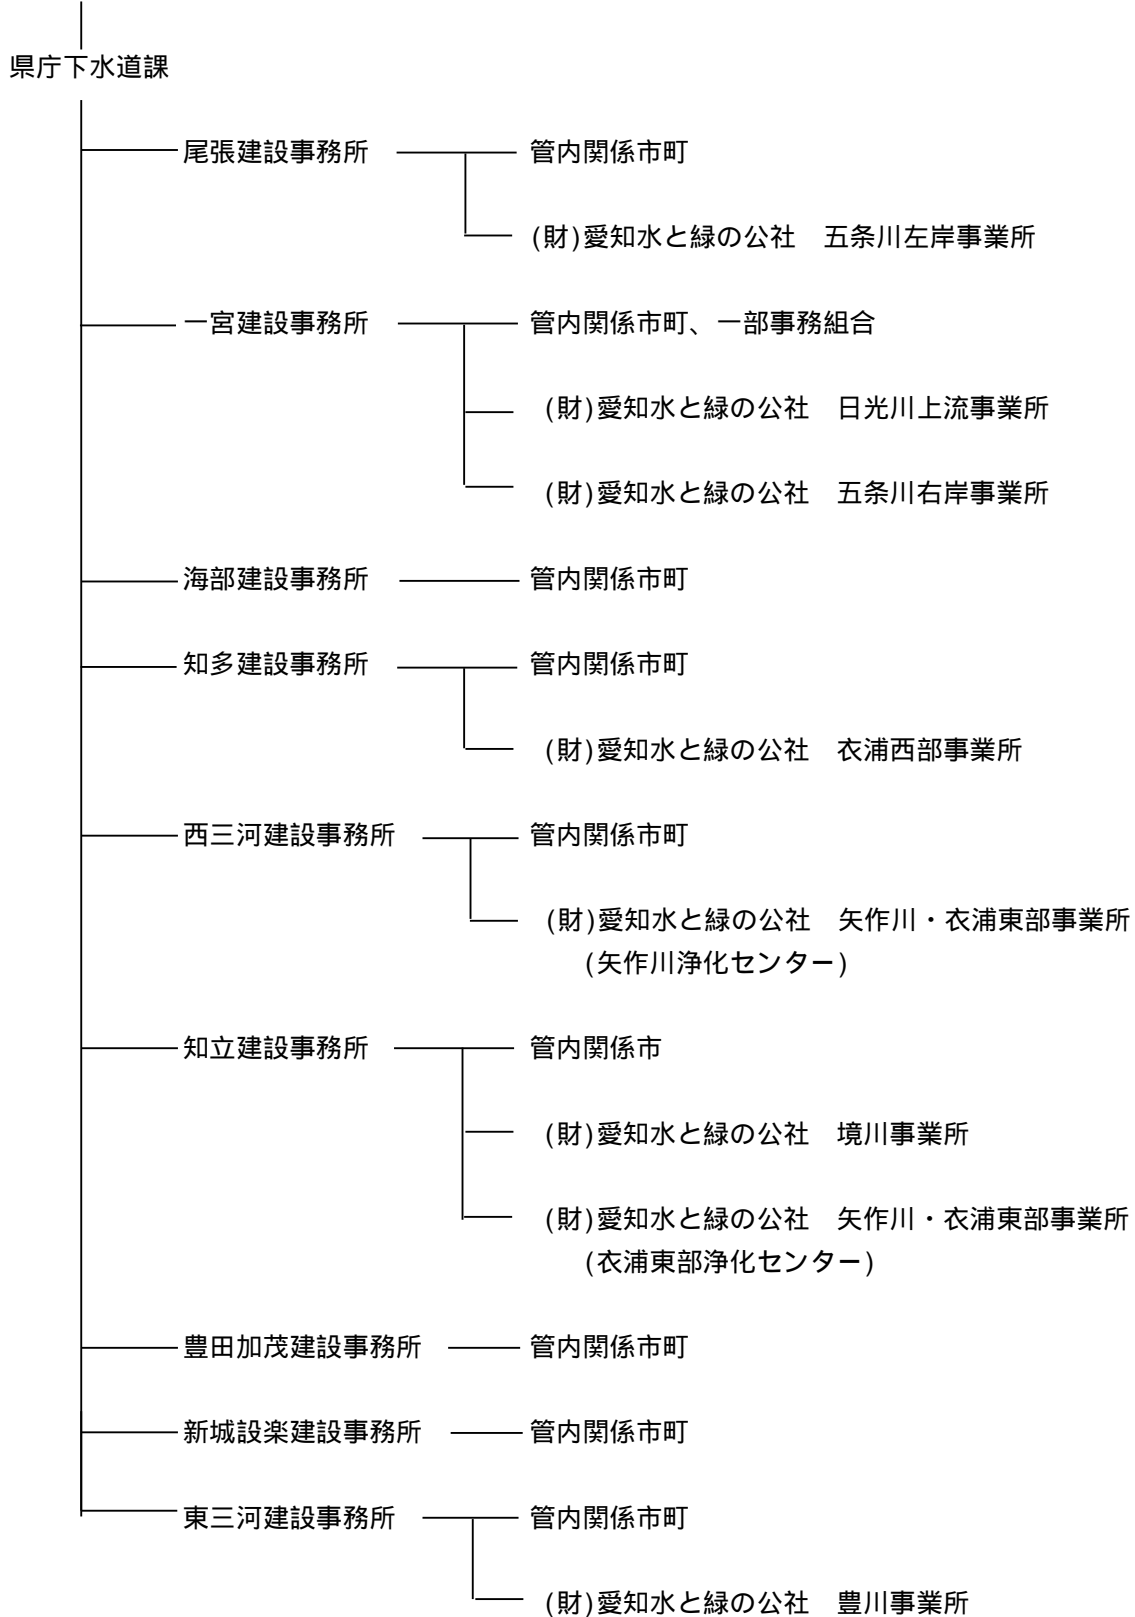 県庁下水道課
尾張建設事務所 管内関係市町
(財)愛知水と緑の公社 五条川左岸事業所
一宮建設事務所 管内関係市町、一部事務組合
(財)愛知水と緑の公社 日光川上流事業所
(財)愛知水と緑の公社 五条川右岸事業所
海部建設事務所 管内関係市町
知多建設事務所 管内関係市町
(財)愛知水と緑の公社 衣浦西部事業所
西三河建設事務所 管内関係市町
(財)愛知水と緑の公社 矢作川・衣浦東部事業所
(矢作川浄化センター)
知立建設事務所 管内関係市
(財)愛知水と緑の公社 境川事業所
(財)愛知水と緑の公社 矢作川・衣浦東部事業所
(衣浦東部浄化センター)
豊田加茂建設事務所 管内関係市町
新城設楽建設事務所 管内関係市町
東三河建設事務所 管内関係市町
(財)愛知水と緑の公社 豊川事業所